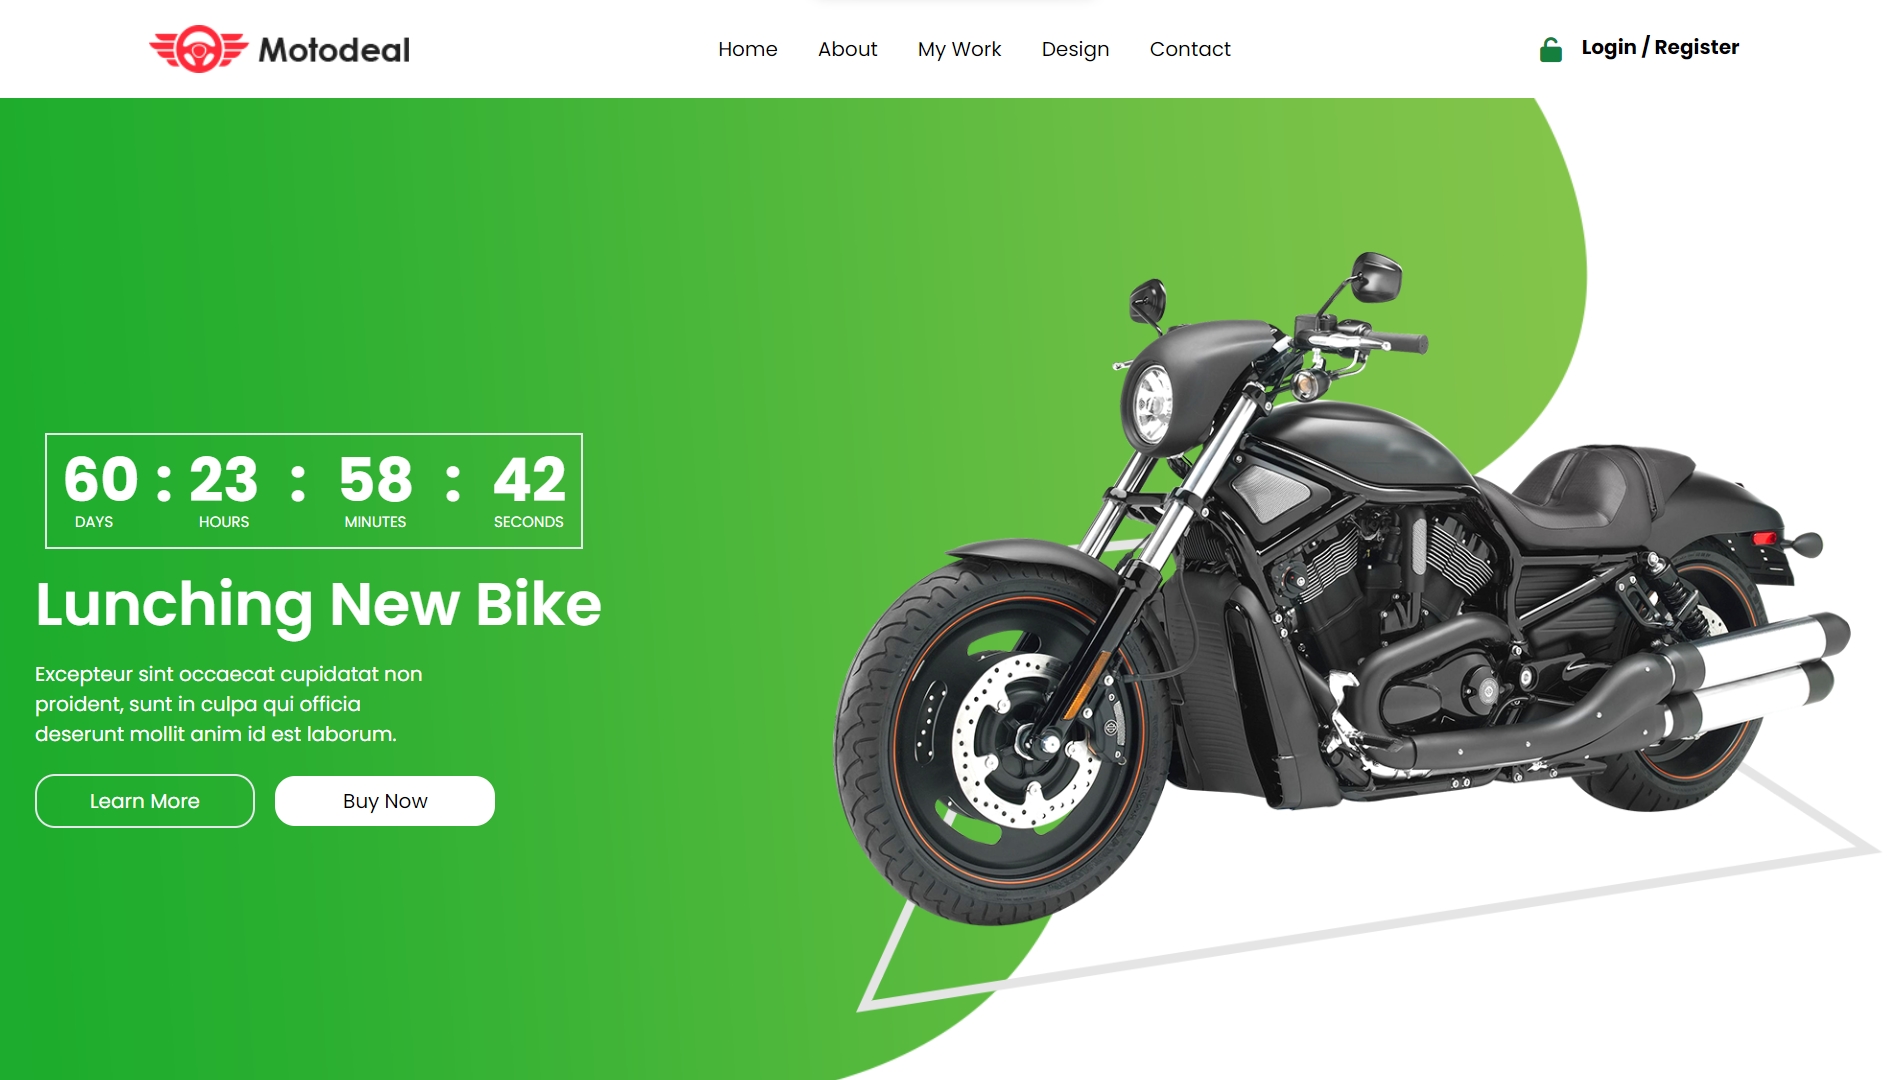 Motodeal
Home About My Work Design Contact
Login / Register
60 : 23 : 58 : 42
DAYS HOURS MINUTES SECONDS
Lunching New Bike
Excepteur sint occaecat cupidatat non
proident, sunt in culpa qui officia
deserunt mollit anim id est laborum.
Learn More
Buy Now